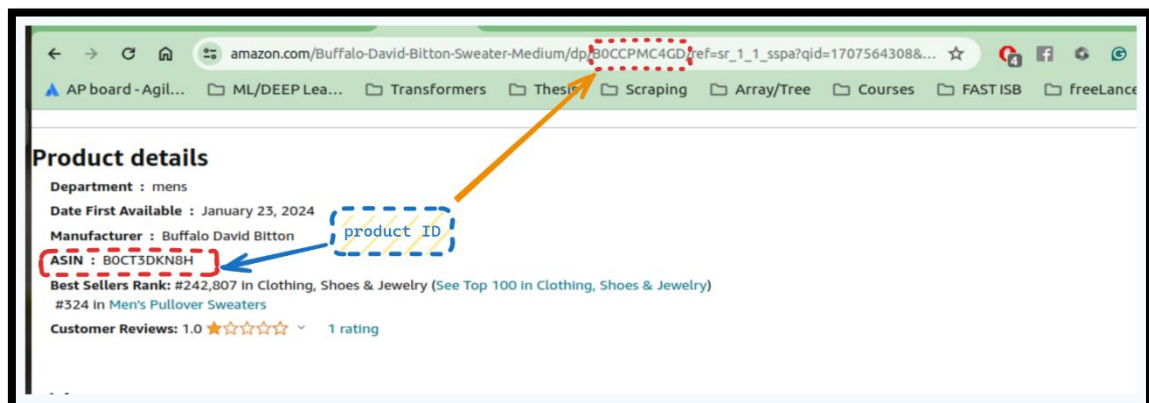 amazon.com/Buffalo-David-Bitton-Sweater-Medium/dp/B0CCPMC4GD/ref=sr_1_1_sspa?qid=1707564308&...
4
AP board - Agil... ML/DEEP Lea... Transformers Thesis Scraping Array/Tree Courses FAST ISB freeLance
Product details
Department : mens
Date First Available : January 23, 2024
Manufacturer : Buffalo David Bitton
product ID
ASIN : B0CT3DKN8H
Best Sellers Rank: #242,807 in Clothing, Shoes & Jewelry (See Top 100 in Clothing, Shoes & Jewelry)
#324 in Men's Pullover Sweaters
Customer Reviews: 1.0 1 rating